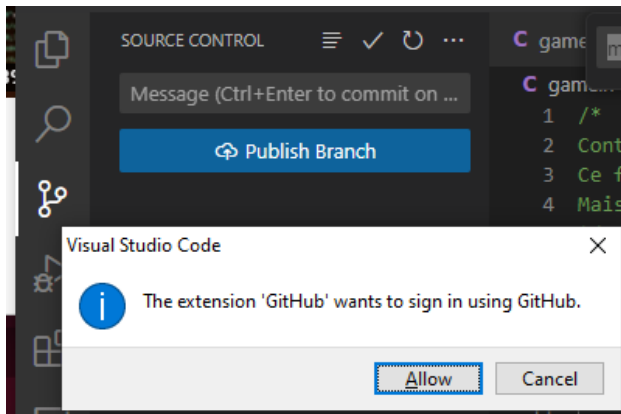 SOURCE CONTROL
C game
Message (Ctrl+Enter to commit on ...
Publish Branch
1 /*
2 Cont
3 Ce f
4 Mais
Visual Studio Code
The extension 'GitHub' wants to sign in using GitHub.
Allow
Cancel